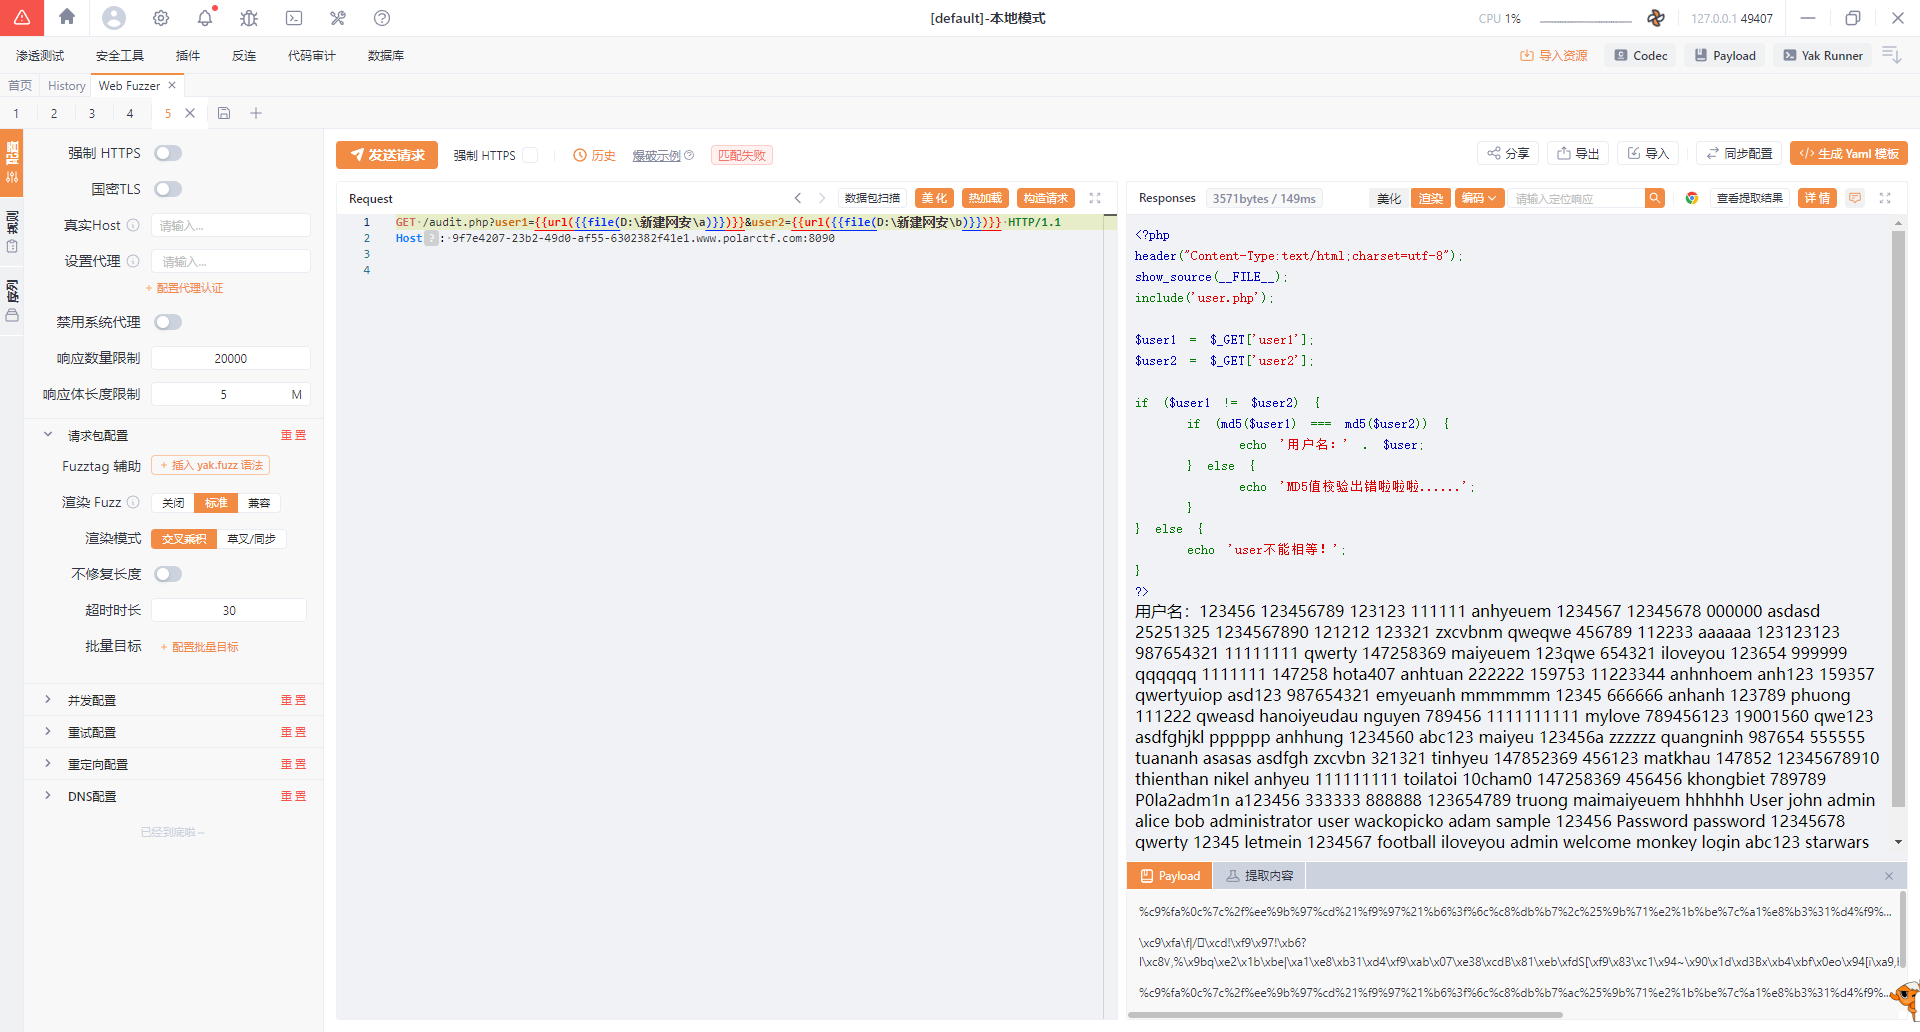 [default]-本地模式
CPU 1%
127.0.0.1 49407
渗透测试 安全工具 插件 反连 代码审计 数据库
导入资源 Codec Payload Yak Runner
首页 History Web Fuzzer
1 2 3 4 5
配置
规则
序列
强制 HTTPS
国密TLS
真实Host 请输入...
设置代理 请输入...
+ 配置代理认证
禁用系统代理
响应数量限制 20000
响应体长度限制 5 M
请求包配置 重置
Fuzztag 辅助 + 插入 yak.fuzz 语法
渲染 Fuzz 关闭 标准 兼容
渲染模式 交叉乘积 草叉/同步
不修复长度
超时时长 30
批量目标 + 配置批量目标
并发配置 重置
重试配置 重置
重定向配置 重置
DNS配置 重置
已经到底啦~
发送请求 强制 HTTPS 历史 爆破示例 匹配失败
分享 导出 导入 同步配置 生成 Yaml 模板
Request 数据包扫描 美化 热加载 构造请求
1 GET /audit.php?user1={{url({{file(D:\新建网安\a)}})}}&user2={{url({{file(D:\新建网安\b)}})}} HTTP/1.1
2 Host ? : 9f7e4207-23b2-49d0-af55-6302382f41e1.www.polarctf.com:8090
3
4
Responses 3571bytes / 149ms 美化 渲染 编码 请输入定位响应 查看提取结果 详情
<?php
header("Content-Type:text/html;charset=utf-8");
show_source(__FILE__);
include('user.php');
$user1 = $_GET['user1'];
$user2 = $_GET['user2'];
if ($user1 != $user2) {
if (md5($user1) === md5($user2)) {
echo '用户名：' . $user;
} else {
echo 'MD5值校验出错啦啦啦......';
}
} else {
echo 'user不能相等！';
}
?>
用户名：123456 123456789 123123 111111 anhyeuem 1234567 12345678 000000 asdasd
25251325 1234567890 121212 123321 zxcvbnm qweqwe 456789 112233 aaaaaa 123123123
987654321 11111111 qwerty 147258369 maiyeuem 123qwe 654321 iloveyou 123654 999999
qqqqqq 1111111 147258 hota407 anhtuan 222222 159753 11223344 anhnhoem anh123 159357
qwertyuiop asd123 987654321 emyeuanh mmmmmm 12345 666666 anhanh 123789 phuong
111222 qweasd hanoiyeudau nguyen 789456 1111111111 mylove 789456123 19001560 qwe123
asdfghjkl pppppp anhhung 1234560 abc123 maiyeu 123456a zzzzzz quangninh 987654 555555
tuananh asasas asdfgh zxcvbn 321321 tinhyeu 147852369 456123 matkhau 147852 12345678910
thienthan nikel anhyeu 111111111 toilatoi 10cham0 147258369 456456 khongbiet 789789
P0la2adm1n a123456 333333 888888 123654789 truong maimaiyeuem hhhhhh User john admin
alice bob administrator user wackopicko adam sample 123456 Password password 12345678
qwerty 12345 letmein 1234567 football iloveyou admin welcome monkey login abc123 starwars
Payload 提取内容
%c9%fa%0c%7c%2f%ee%9b%97%cd%21%f9%97%21%b6%3f%6c%c8%db%b7%2c%25%9b%71%e2%1b%be%7c%a1%e8%b3%31%d4%f9%...
\xc9\xfa\f|/\xcd!\xf9\x97!\xb6?
l\xc8V,%\x9bq\xe2\x1b\xbe|\xa1\xe8\xb31\xd4\xf9\xab\x07\xe38\xcdB\x81\xeb\xfdS[\xf9\x83\xc1\x94~\x90\x1d\xd3Bx\xb4\xbf\x0eo\x94[i\xa9,
%c9%fa%0c%7c%2f%ee%9b%97%cd%21%f9%97%21%b6%3f%6c%c8%db%b7%ac%25%9b%71%e2%1b%be%7c%a1%e8%b3%31%d4%f9%...